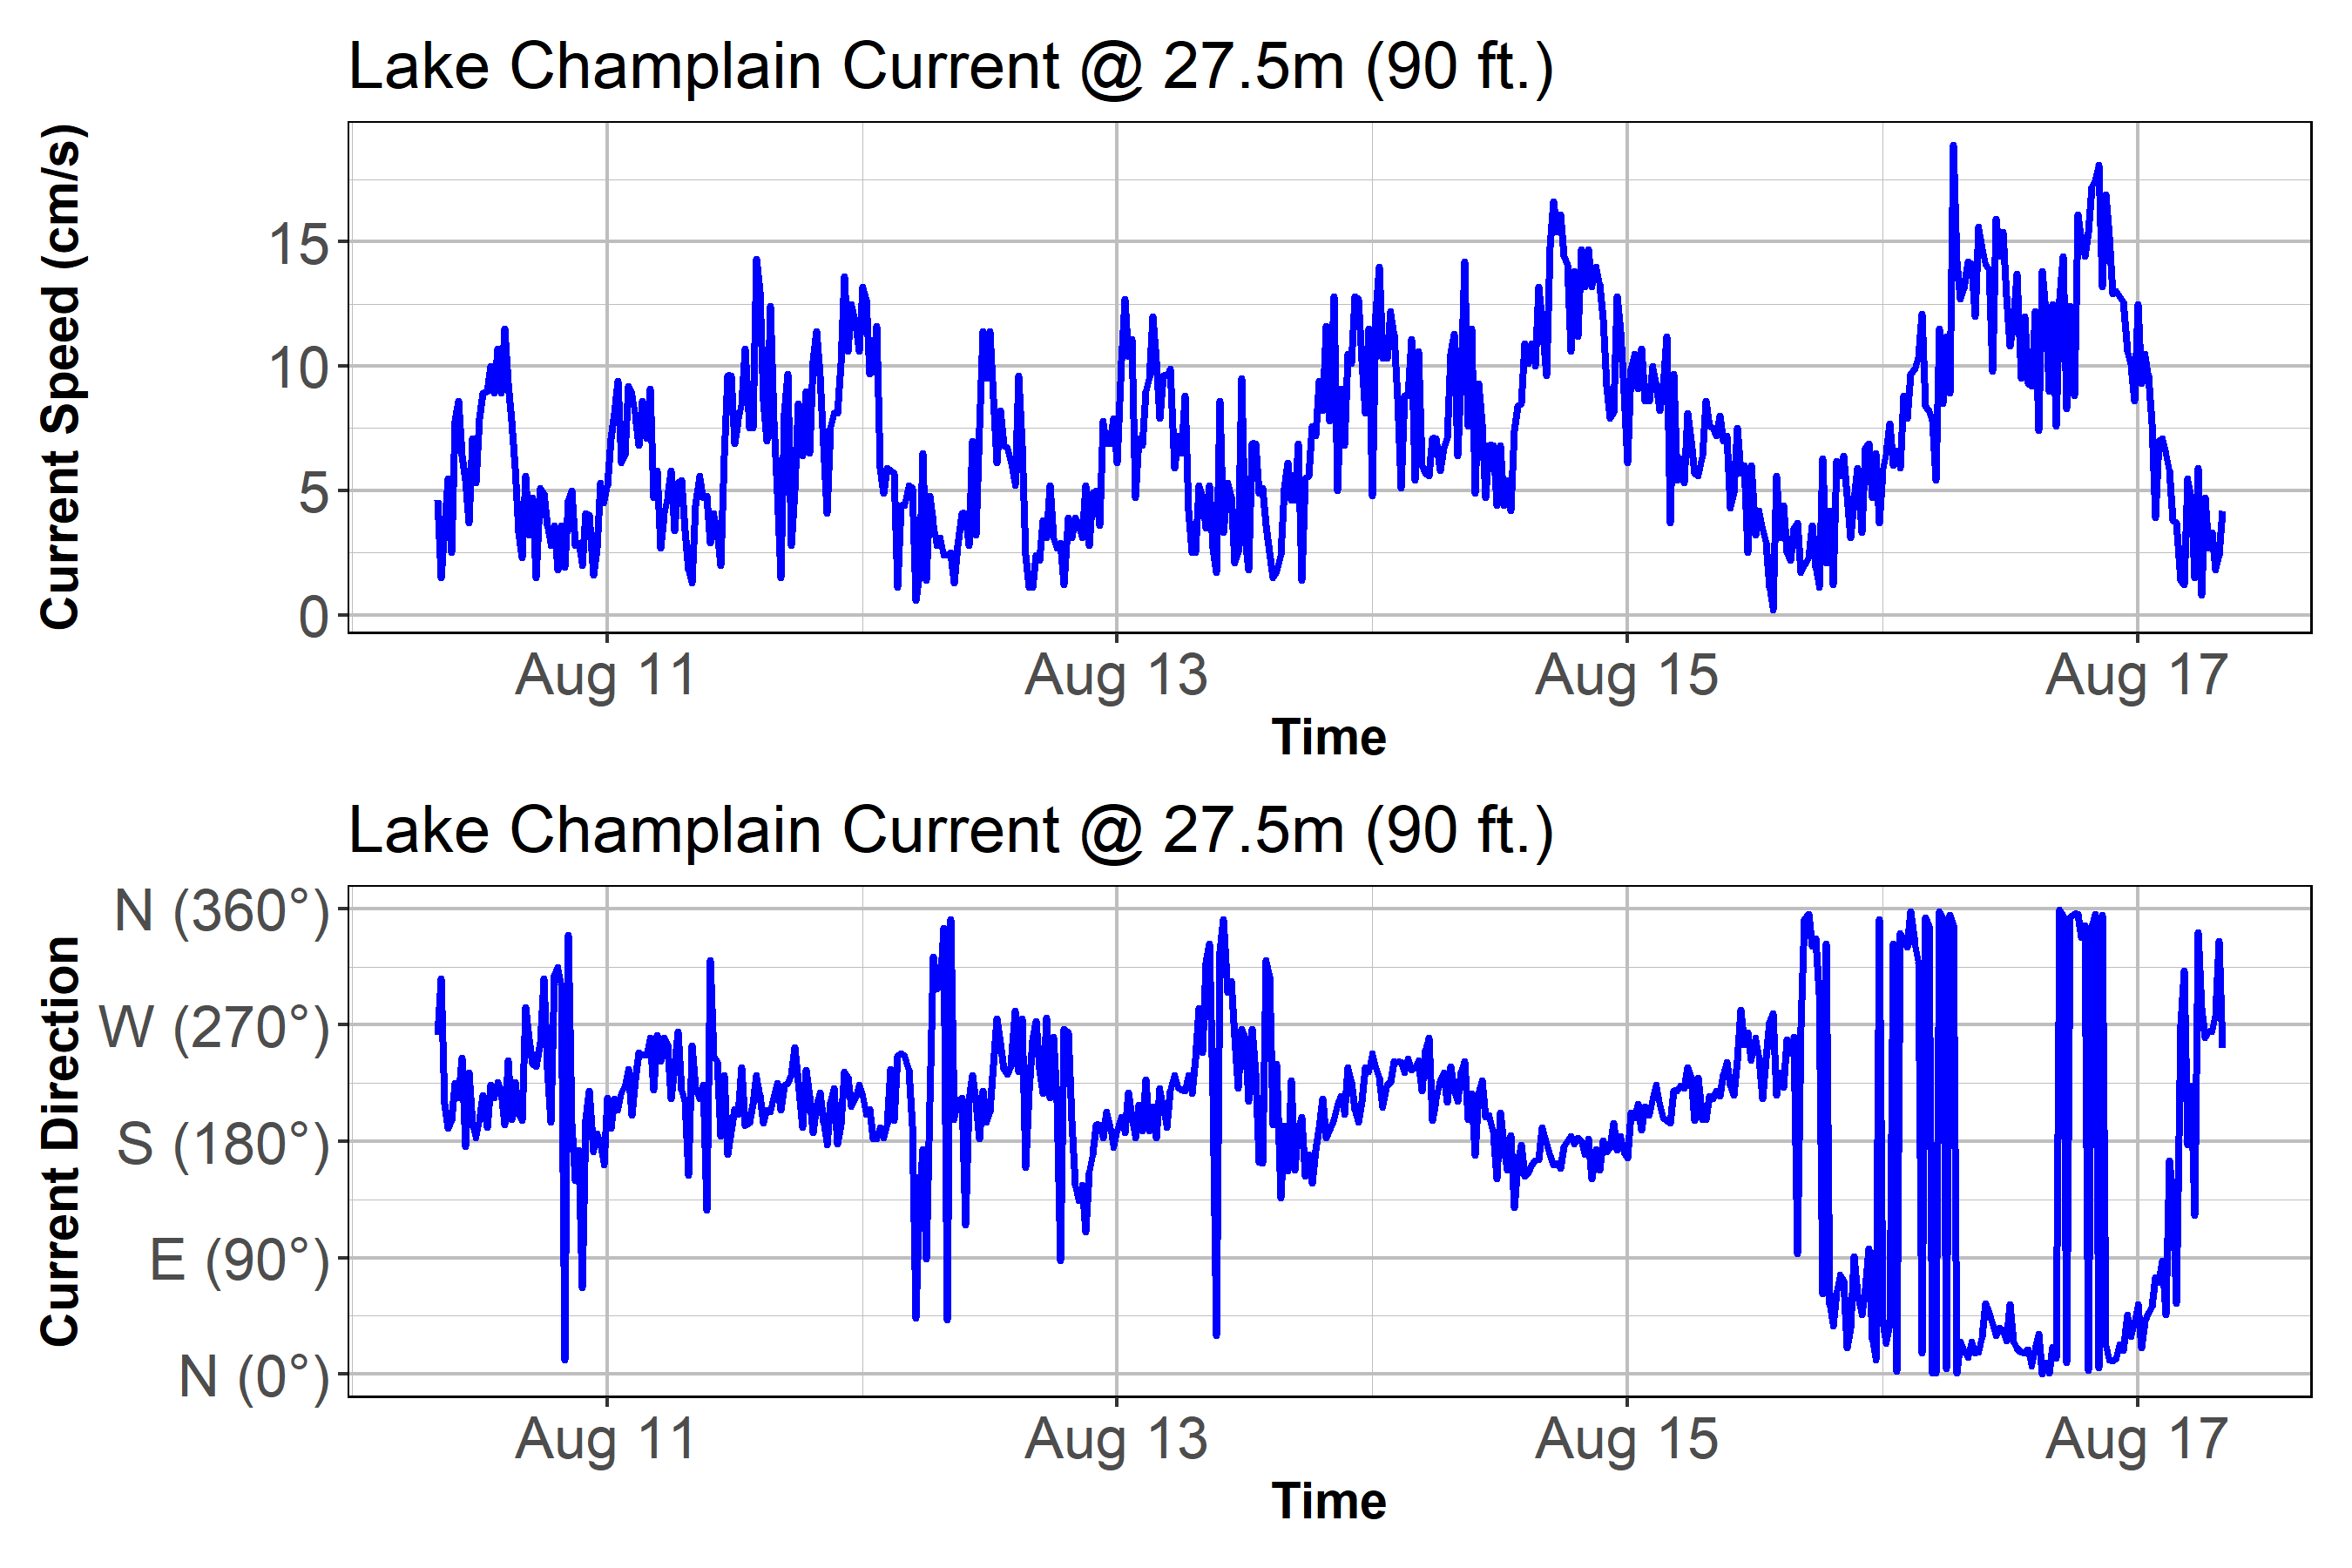 Lake Champlain Current @ 27.5m (90 ft.)
Current Speed (cm/s)
15
10
5
0
Aug 11
Aug 13
Aug 15
Aug 17
Time
Lake Champlain Current @ 27.5m (90 ft.)
Current Direction
N (360°)
W (270°)
S (180°)
E (90°)
N (0°)
Aug 11
Aug 13
Aug 15
Aug 17
Time